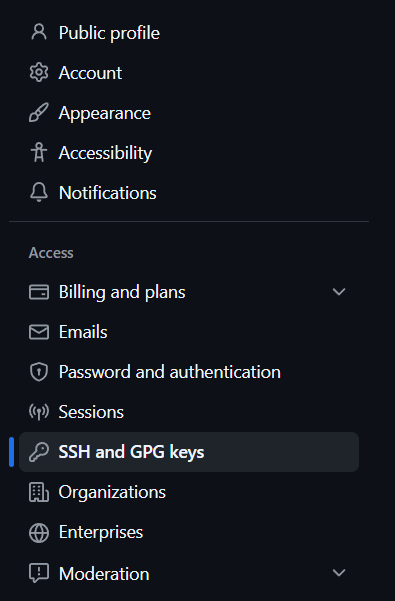 Public profile
Account
Appearance
Accessibility
Notifications
Access
Billing and plans
Emails
Password and authentication
Sessions
SSH and GPG keys
Organizations
Enterprises
Moderation